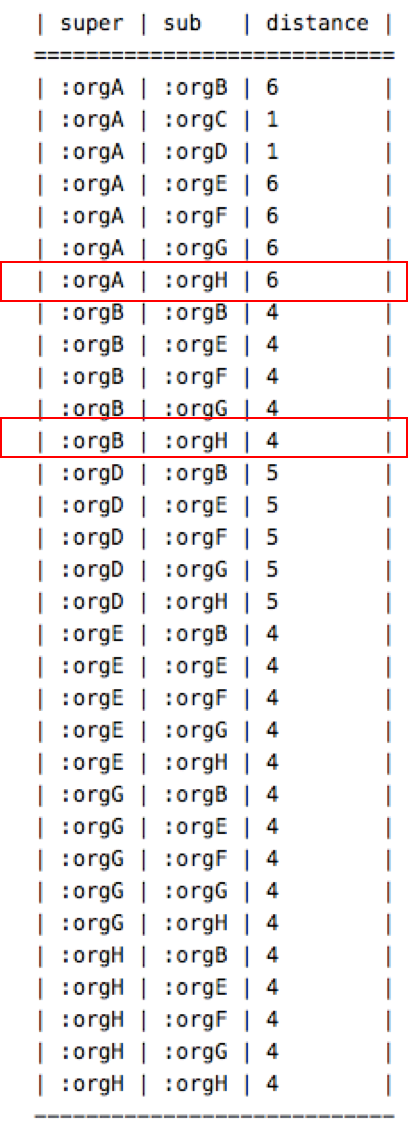 | super | sub   | distance |
============================
| :orgA | :orgB | 6        |
| :orgA | :orgC | 1        |
| :orgA | :orgD | 1        |
| :orgA | :orgE | 6        |
| :orgA | :orgF | 6        |
| :orgA | :orgG | 6        |
| :orgA | :orgH | 6        |
| :orgB | :orgB | 4        |
| :orgB | :orgE | 4        |
| :orgB | :orgF | 4        |
| :orgB | :orgG | 4        |
| :orgB | :orgH | 4        |
| :orgD | :orgB | 5        |
| :orgD | :orgE | 5        |
| :orgD | :orgF | 5        |
| :orgD | :orgG | 5        |
| :orgD | :orgH | 5        |
| :orgE | :orgB | 4        |
| :orgE | :orgE | 4        |
| :orgE | :orgF | 4        |
| :orgE | :orgG | 4        |
| :orgE | :orgH | 4        |
| :orgG | :orgB | 4        |
| :orgG | :orgE | 4        |
| :orgG | :orgF | 4        |
| :orgG | :orgG | 4        |
| :orgG | :orgH | 4        |
| :orgH | :orgB | 4        |
| :orgH | :orgE | 4        |
| :orgH | :orgF | 4        |
| :orgH | :orgG | 4        |
| :orgH | :orgH | 4        |
----------------------------